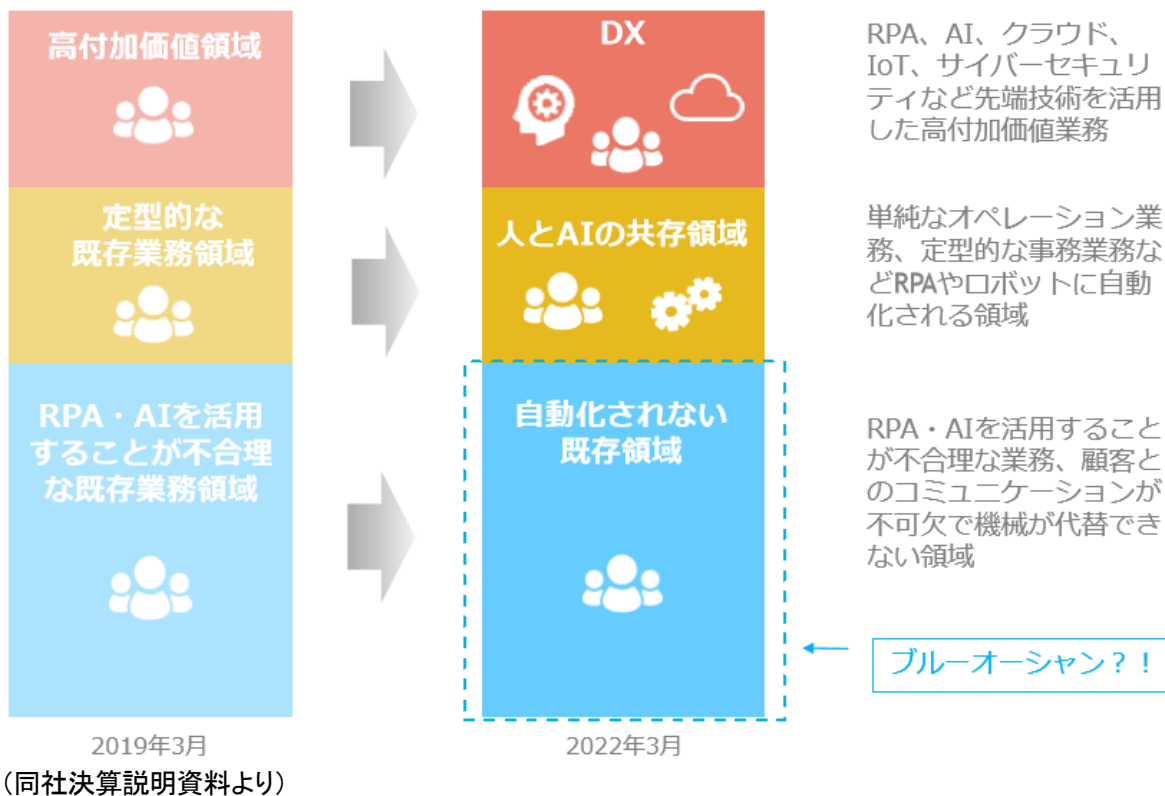 高付加価値領域
DX
RPA、AI、クラウド、
IoT、サイバーセキュリ
ティなど先端技術を活用
した高付加価値業務
定型的な
既存業務領域
人とAIの共存領域
単純なオペレーション業
務、定型的な事務業務な
どRPAやロボットに自動
化される領域
RPA・AIを活用
することが不合理
な既存業務領域
自動化されない
既存領域
RPA・AIを活用すること
が不合理な業務、顧客と
のコミュニケーションが
不可欠で機械が代替でき
ない領域
ブルーオーシャン？！
2019年3月
2022年3月
（同社決算説明資料より）